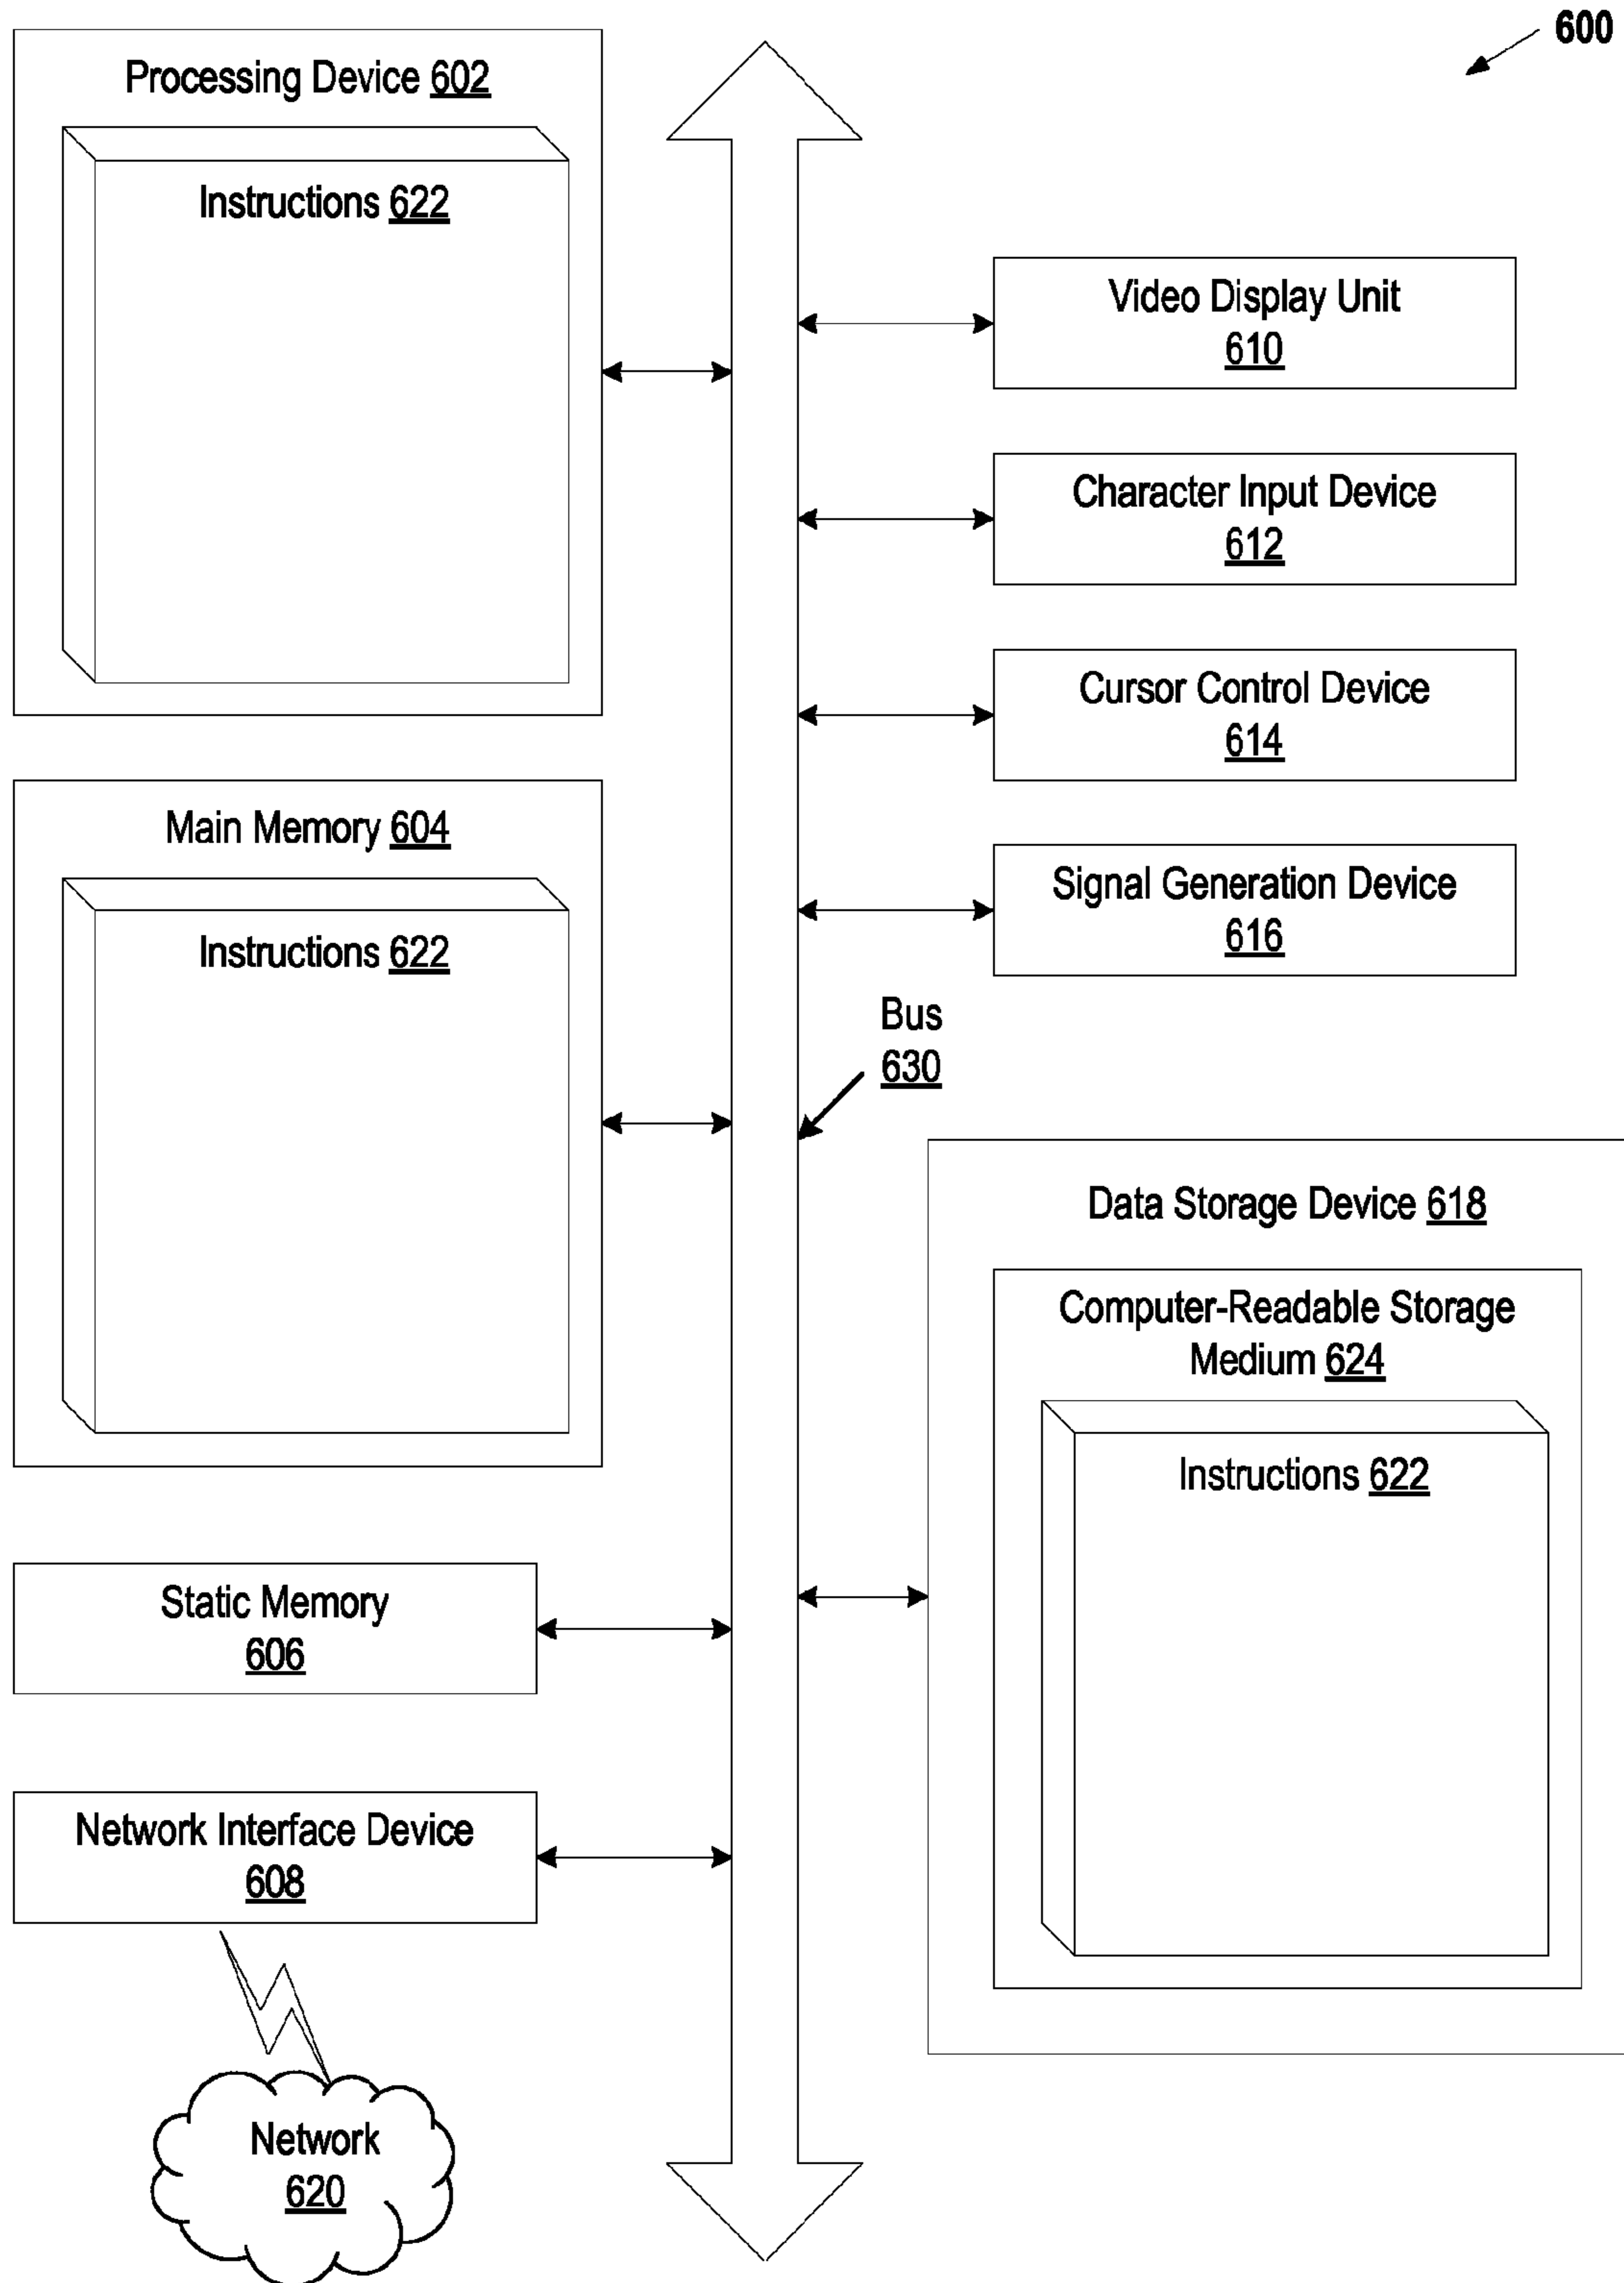 600
Processing Device 602
Instructions 622
Main Memory 604
Instructions 622
Static Memory
606
Network Interface Device
608
Network
620
Video Display Unit
610
Character Input Device
612
Cursor Control Device
614
Signal Generation Device
616
Bus
630
Data Storage Device 618
Computer-Readable Storage
Medium 624
Instructions 622